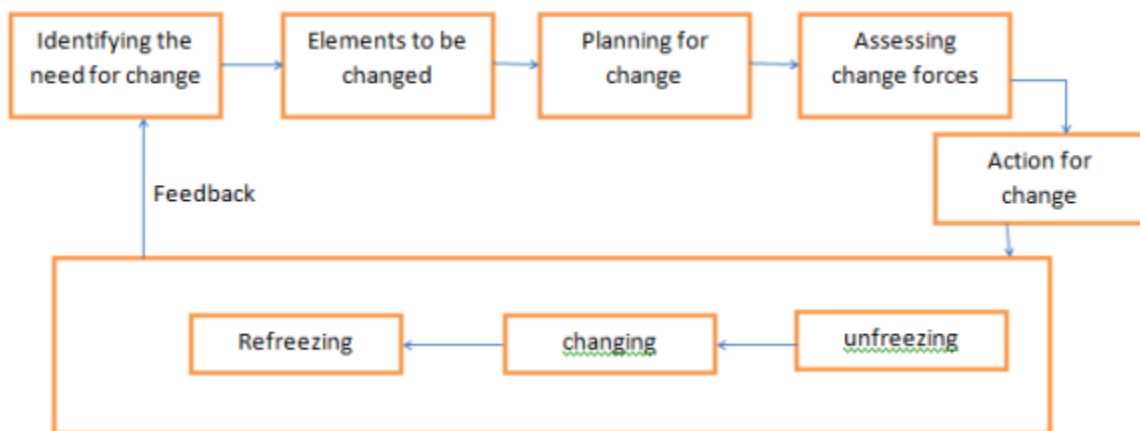 Identifying the
need for change
Elements to be
changed
Planning for
change
Assessing
change forces
Action for
change
Feedback
Refreezing
changing
unfreezing